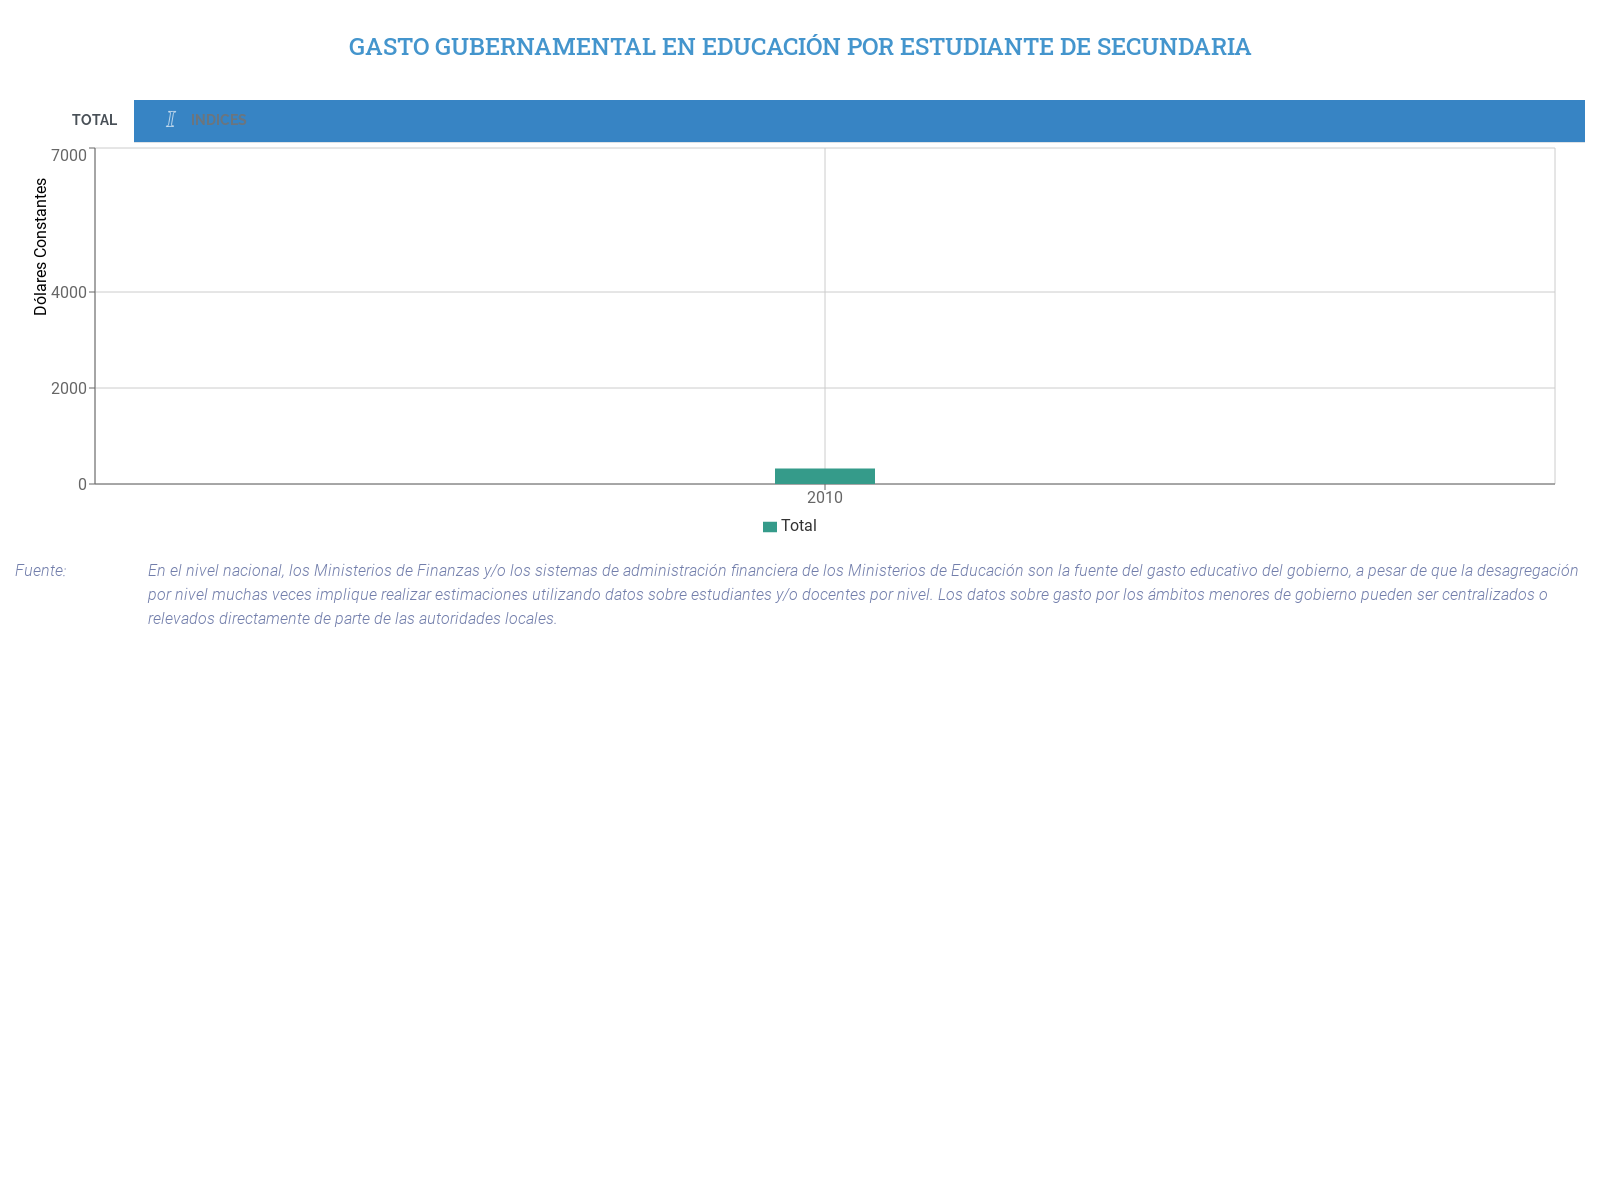 GASTO GUBERNAMENTAL EN EDUCACIÓN POR ESTUDIANTE DE SECUNDARIA
TOTAL
INDICES
7000
Dólares Constantes
4000
2000
0
2010
Total
Fuente:
En el nivel nacional, los Ministerios de Finanzas y/o los sistemas de administración financiera de los Ministerios de Educación son la fuente del gasto educativo del gobierno, a pesar de que la desagregación
por nivel muchas veces implique realizar estimaciones utilizando datos sobre estudiantes y/o docentes por nivel. Los datos sobre gasto por los ámbitos menores de gobierno pueden ser centralizados o
relevados directamente de parte de las autoridades locales.